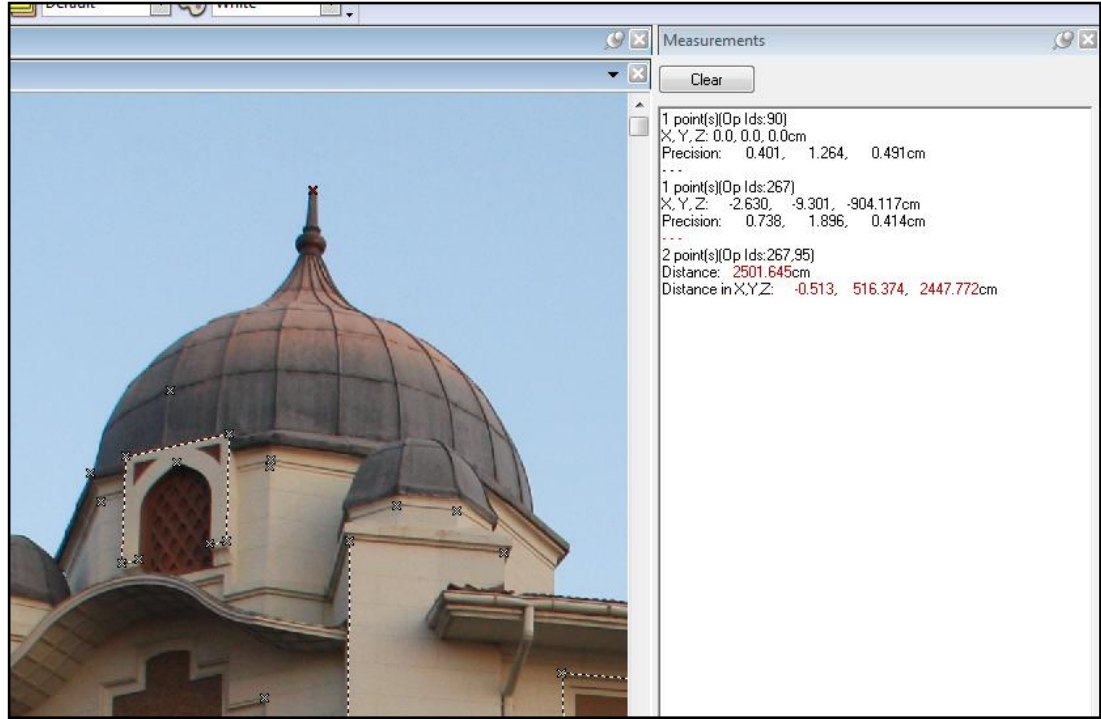 Default White
Measurements
Clear
1 point(s)(Op Ids:90)
X, Y, Z: 0.0, 0.0, 0.0cm
Precision: 0.401, 1.264, 0.491cm
- - -
1 point(s)(Op Ids:267)
X, Y, Z: -2.630, -9.301, -904.117cm
Precision: 0.738, 1.896, 0.414cm
- - -
2 point(s)(Op Ids:267,95)
Distance: 2501.645cm
Distance in X,Y,Z: -0.513, 516.374, 2447.772cm